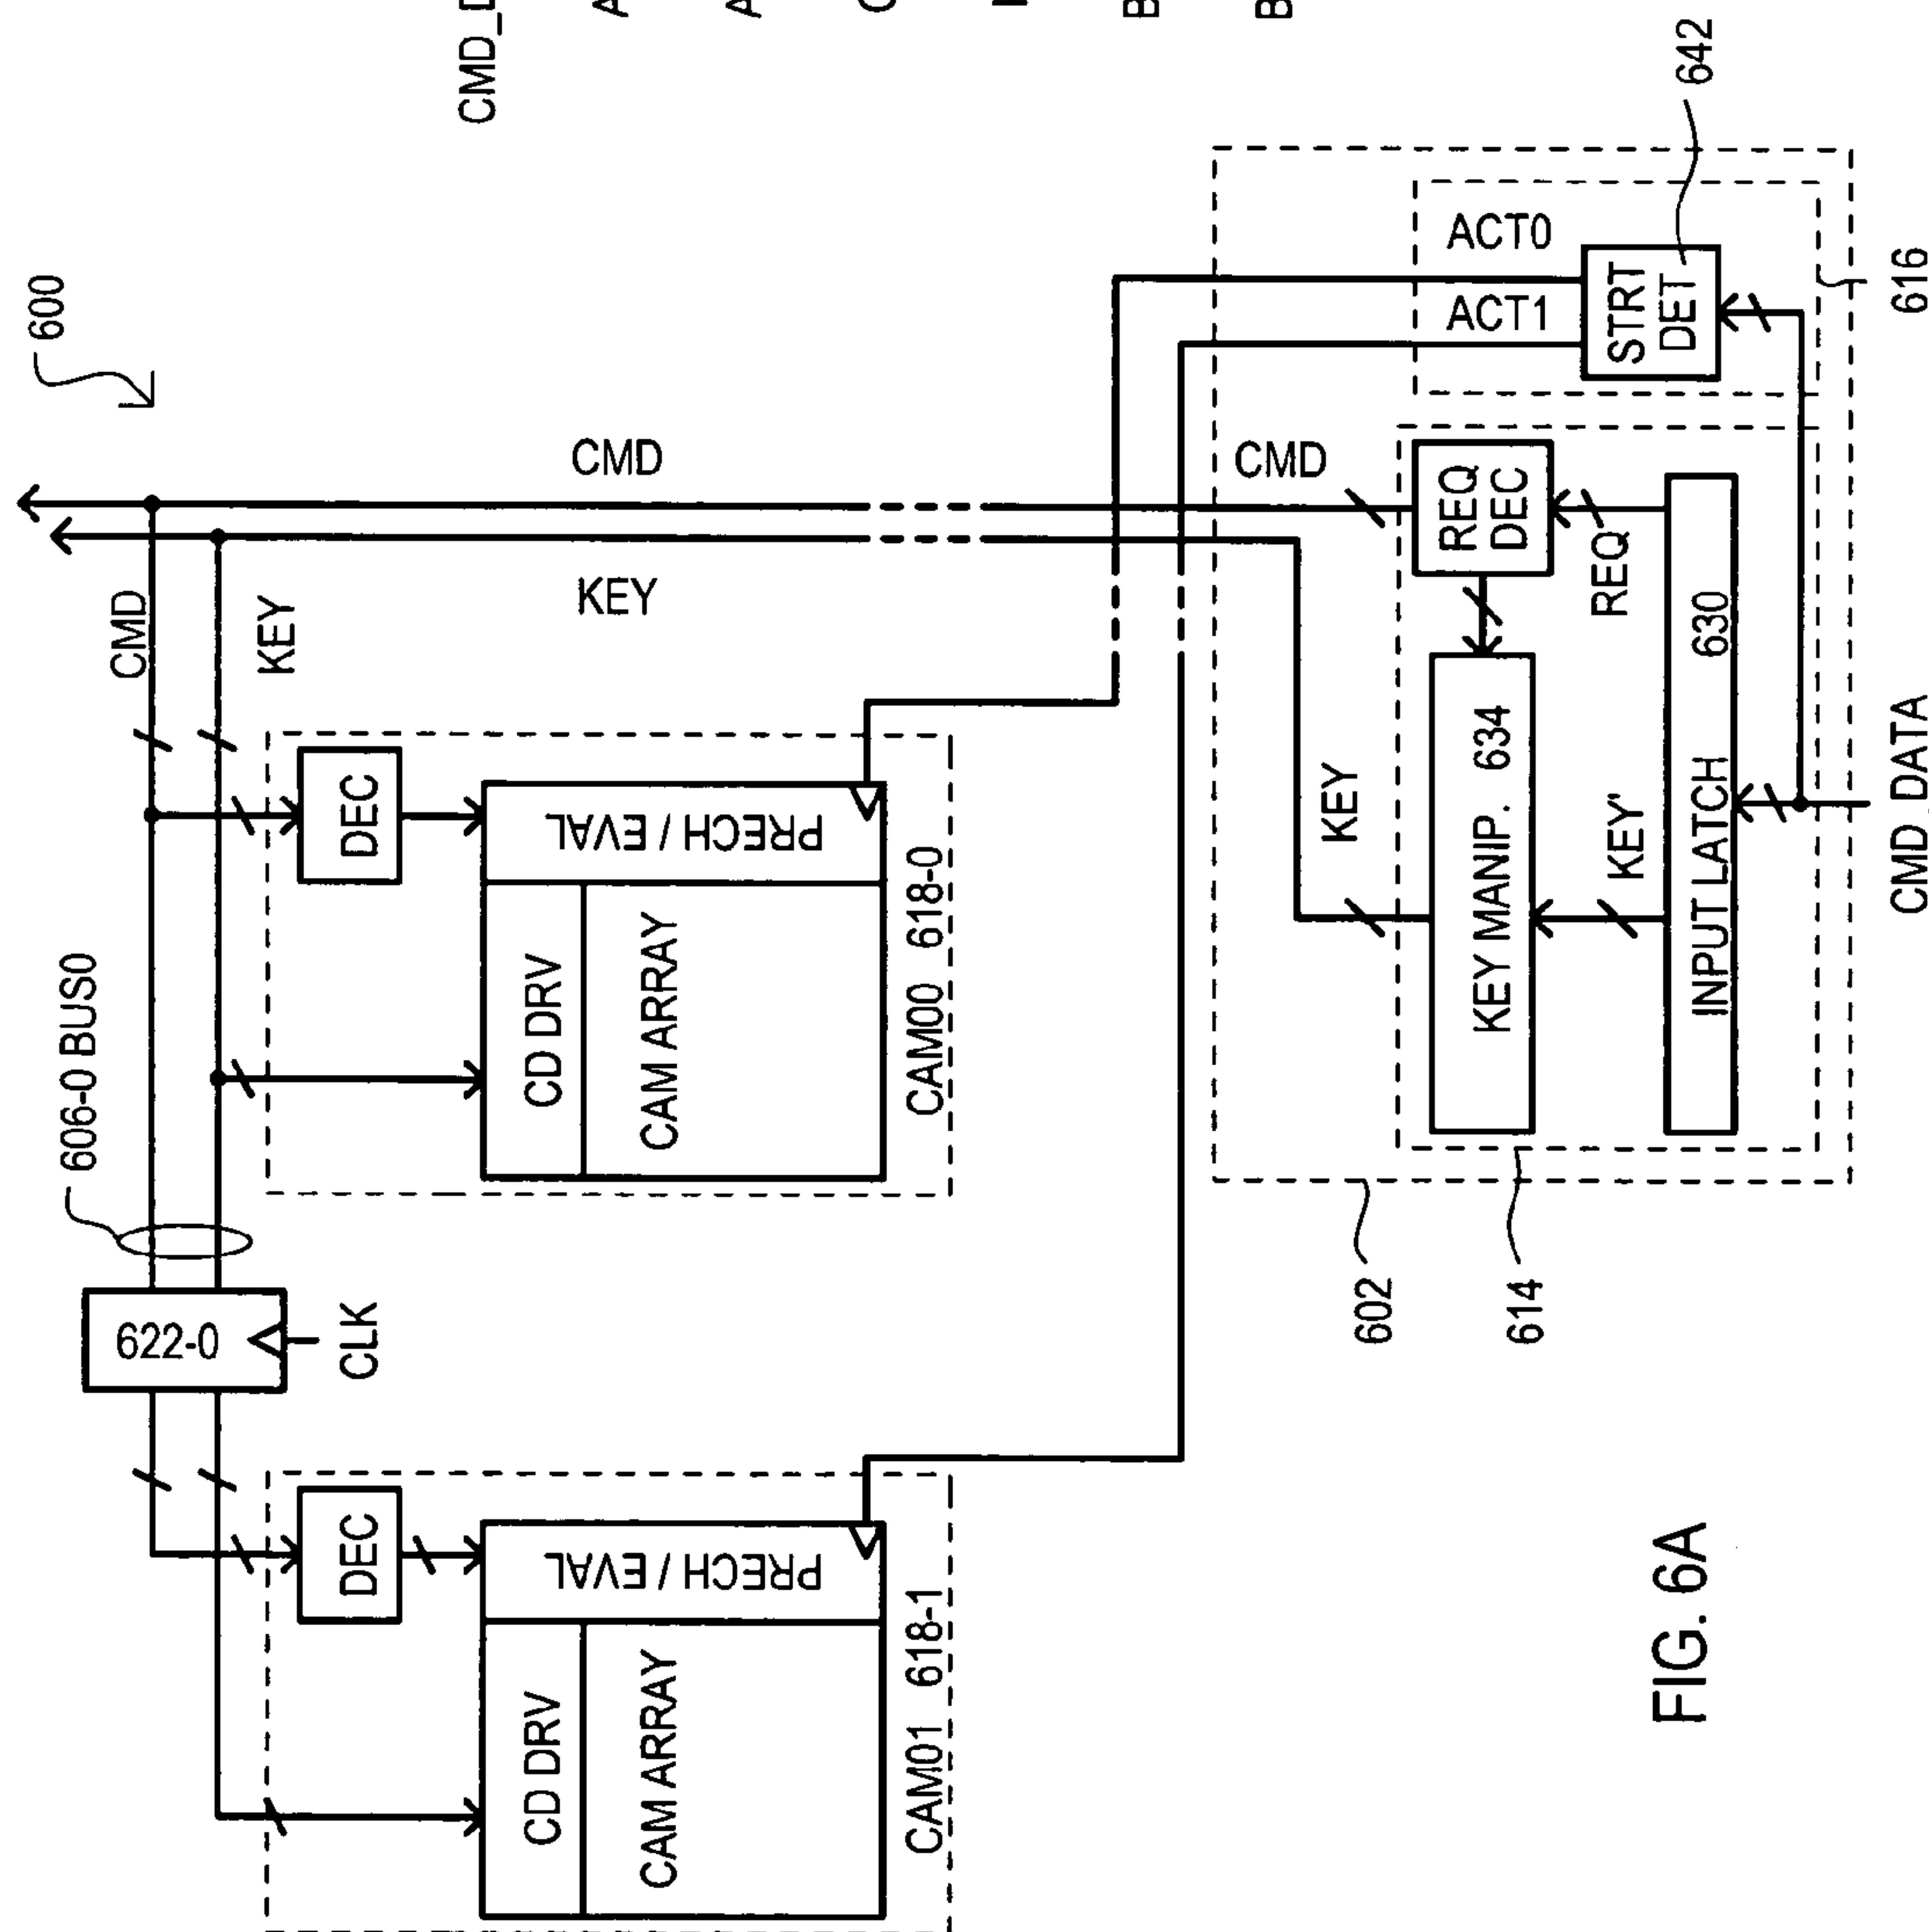 600
606-0 BUS0
CMD
KEY
CMD
KEY
622-0
CLK
DEC
CD DRV
CAM ARRAY
PRECH / EVAL
CAM00 618-0
DEC
CD DRV
CAM ARRAY
PRECH / EVAL
CAM01 618-1
CMD
KEY
REQ
DEC
REQ
KEY MANIP. 634
KEY'
INPUT LATCH 630
ACT0
ACT1
STRT
DET
642
616
602
614
CMD_DATA
FIG. 6A